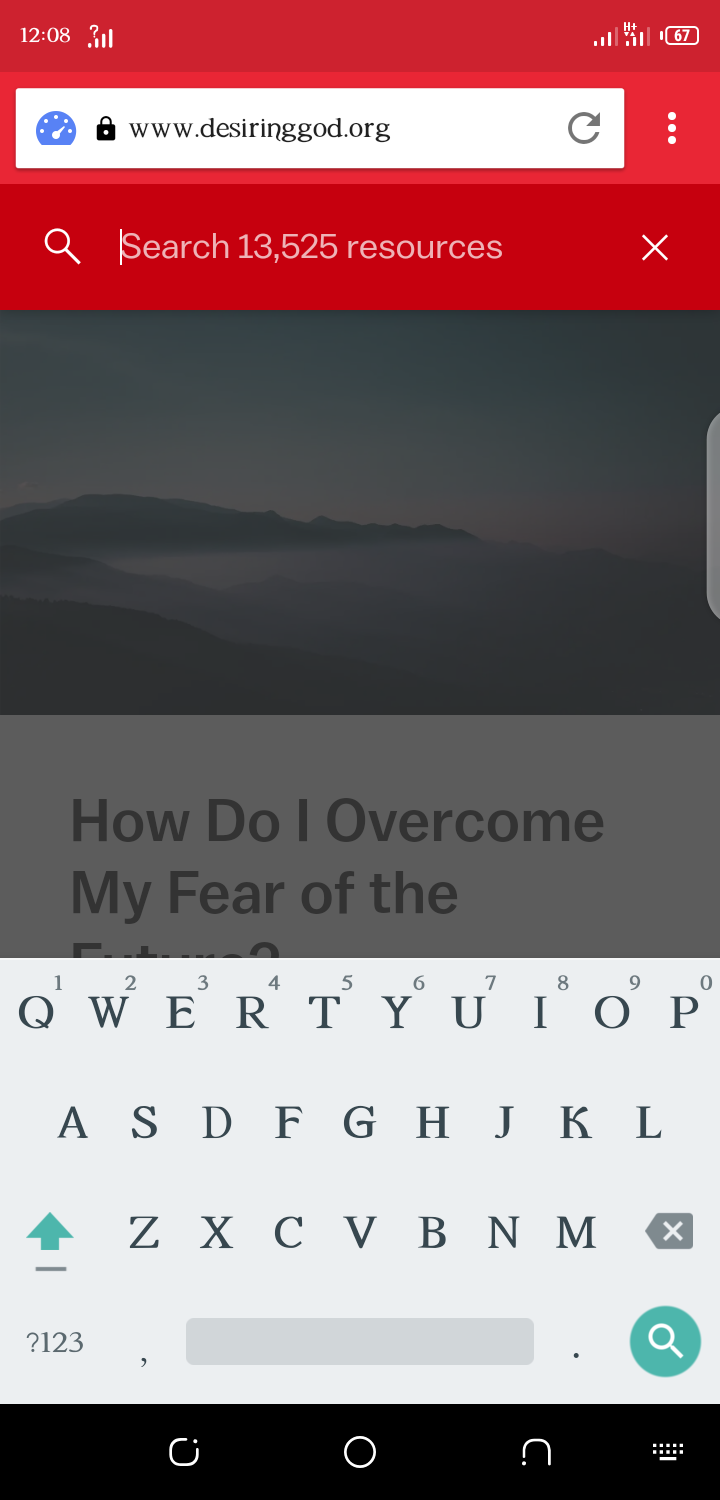 12:08 ? H+ 67
www.desiringgod.org
Search 13,525 resources
How Do I Overcome
My Fear of the
Future?
1 2 3 4 5 6 7 8 9 0
Q W E R T Y U I O P
A S D F G H J K L
Z X C V B N M
?123 , .